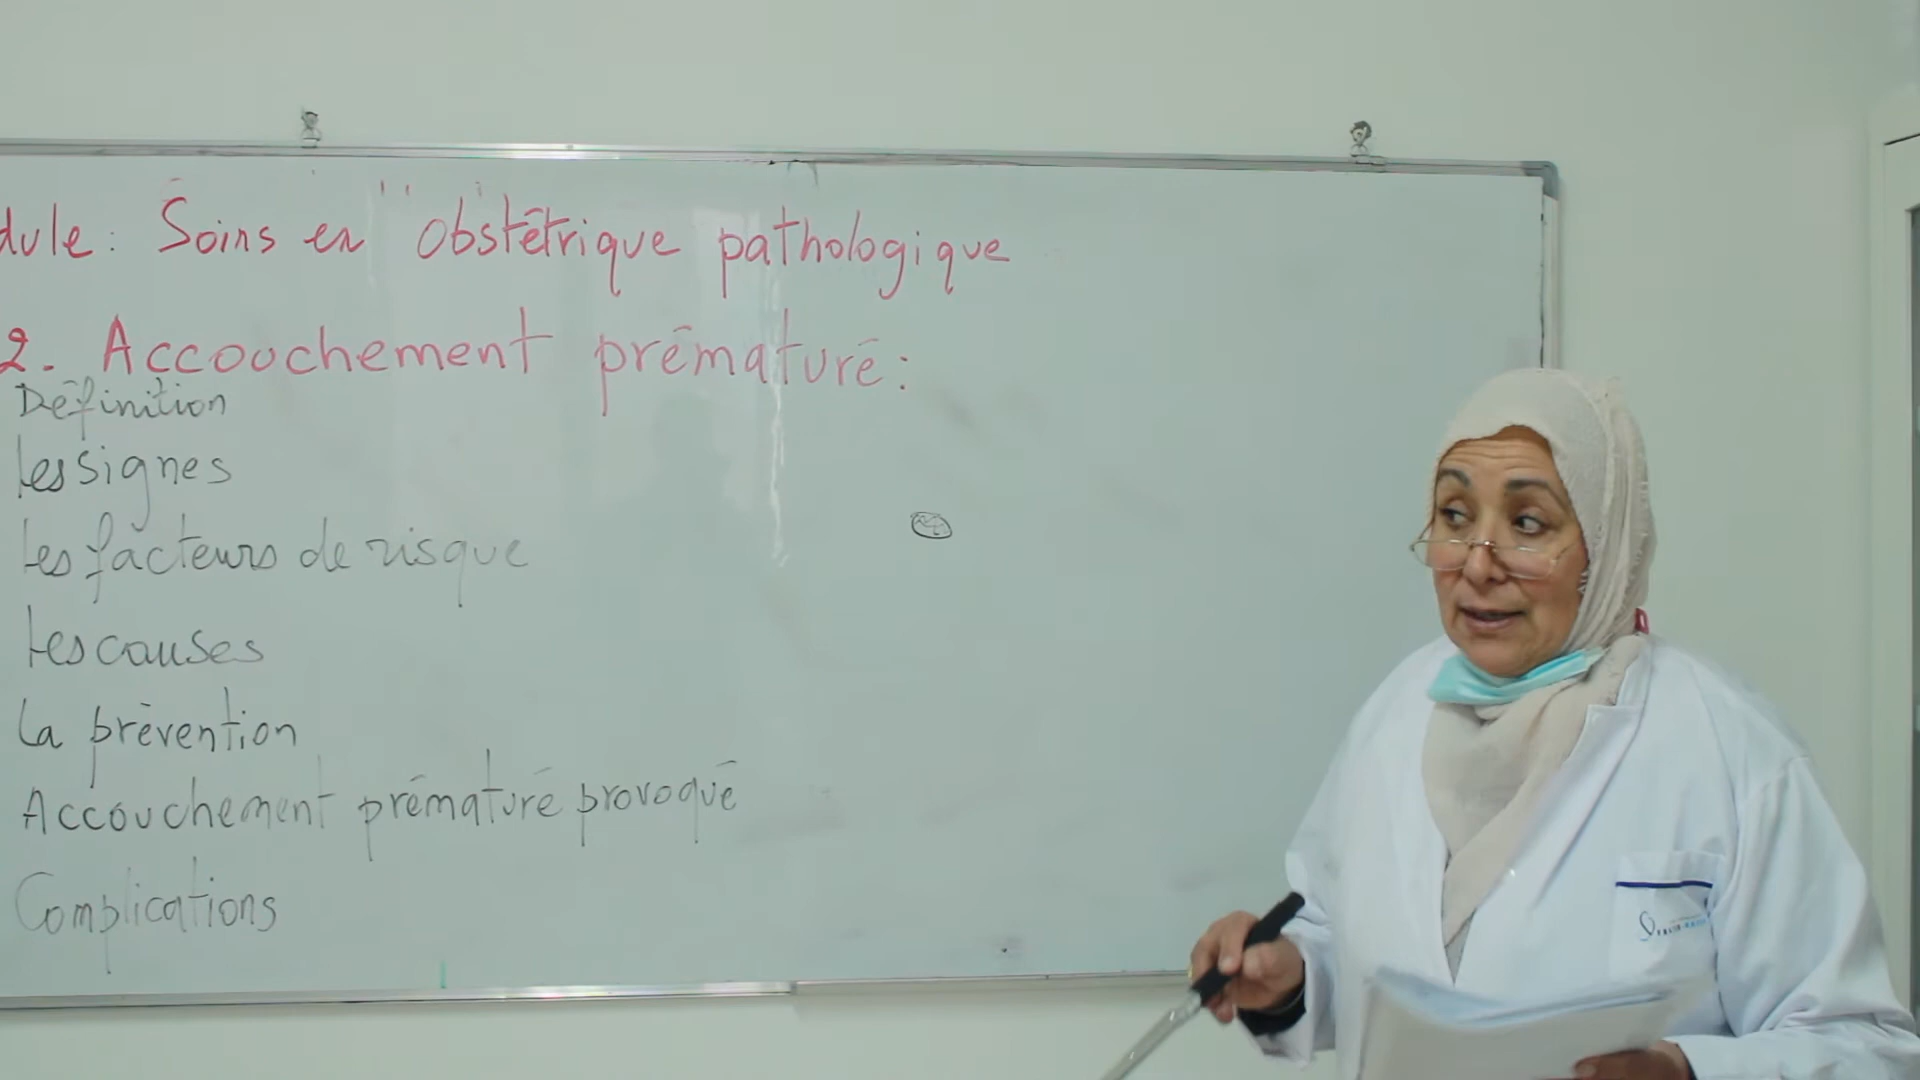 dule: Soins en obstétrique pathologique
2. Accouchement prématuré:
Définition
Les signes
Les facteurs de risque
Les causes
La prévention
Accouchement prématuré provoqué
Complications